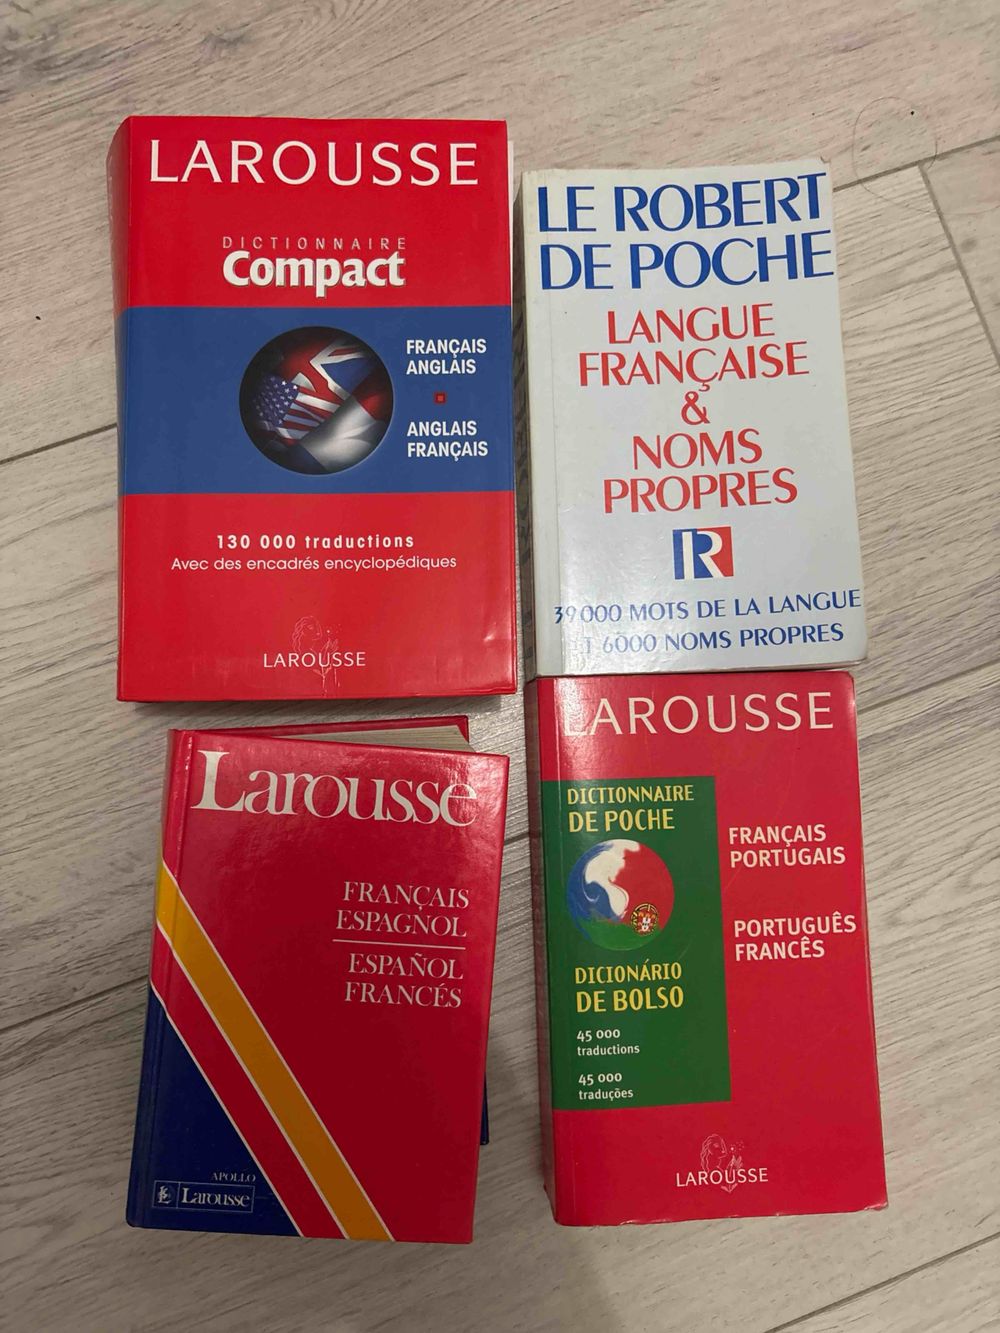 LAROUSSE
DICTIONNAIRE
Compact
FRANÇAIS
ANGLAIS
ANGLAIS
FRANÇAIS
130 000 traductions
Avec des encadrés encyclopédiques
LAROUSSE
LE ROBERT
DE POCHE
LANGUE
FRANÇAISE
&
NOMS
PROPRES
R
39 000 MOTS DE LA LANGUE
6000 NOMS PROPRES
Larousse
FRANÇAIS
ESPAGNOL
ESPAÑOL
FRANCÉS
APOLLO
Larousse
LAROUSSE
DICTIONNAIRE
DE POCHE
FRANÇAIS
PORTUGAIS
PORTUGUÊS
FRANCÊS
DICIONÁRIO
DE BOLSO
45 000
traductions
45 000
traduções
LAROUSSE